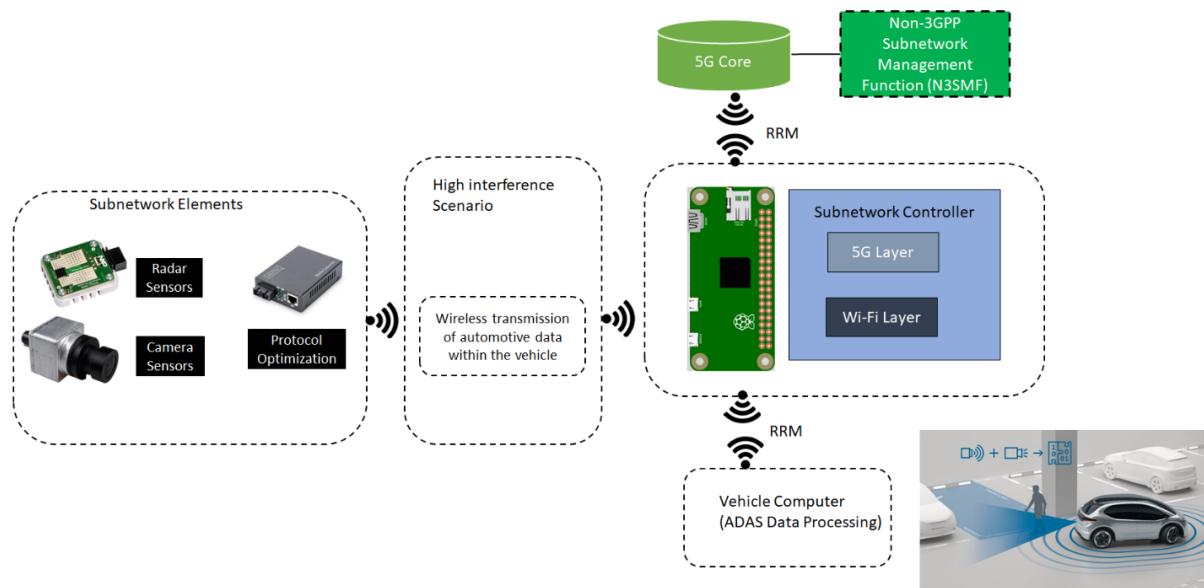 Non-3GPP
Subnetwork
Management
Function (N3SMF)
5G Core
RRM
Subnetwork Elements
Radar
Sensors
Camera
Sensors
Protocol
Optimization
High interference
Scenario
Wireless transmission
of automotive data
within the vehicle
Subnetwork Controller
5G Layer
Wi-Fi Layer
RRM
Vehicle Computer
(ADAS Data Processing)